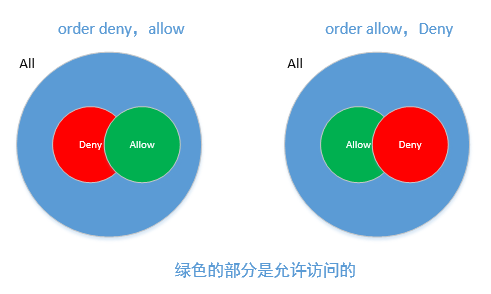 order deny，allow
order allow，Deny
All
All
Deny
Allow
Allow
Deny
绿色的部分是允许访问的